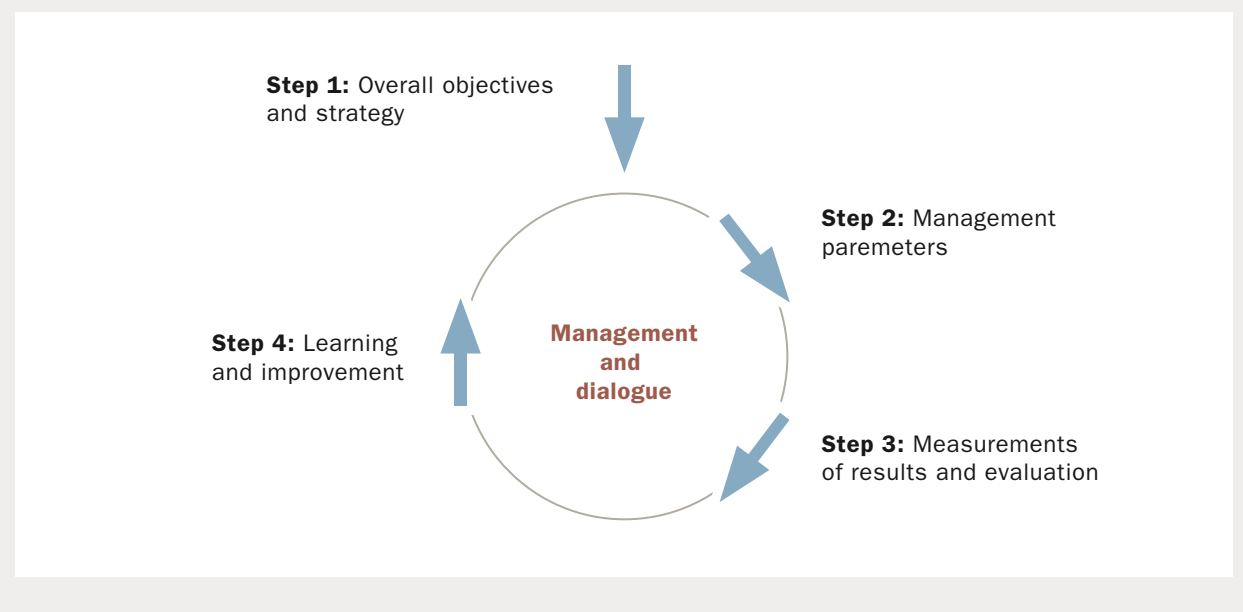 Step 1: Overall objectives
and strategy
Step 2: Management
paremeters
Management
and
dialogue
Step 4: Learning
and improvement
Step 3: Measurements
of results and evaluation